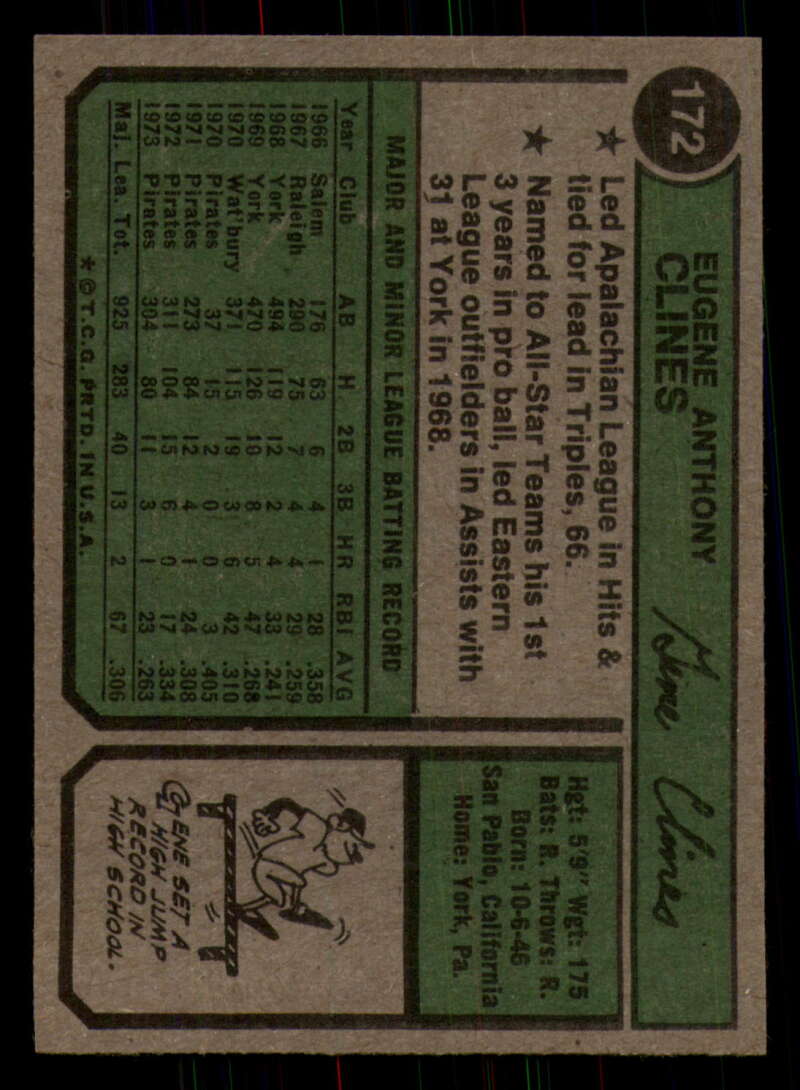 172
EUGENE ANTHONY
CLINES
Gene Clines
★ Led Apalachian League in Hits &
tied for lead in Triples, 66.
★ Named to All-Star Teams his 1st
3 years in pro ball, led Eastern
League outfielders in Assists with
31 at York in 1968.
Hgt: 5'9" Wgt: 175
Bats: R. Throws: R.
Born: 10-6-46
San Pablo, California
Home: York, Pa.
MAJOR AND MINOR LEAGUE BATTING RECORD
Year Club AB H 2B 3B HR RBI AVG
1966 Salem 176 63 6 4 1 28 .358
1967 Raleigh 290 75 7 4 4 29 .259
1968 York 494 119 12 2 4 33 .241
1969 York 470 126 10 8 5 47 .268
1970 Wat'bury 371 115 19 3 6 42 .310
1970 Pirates 37 15 2 0 0 3 .405
1971 Pirates 273 84 12 4 1 24 .308
1972 Pirates 311 104 15 6 0 17 .334
1973 Pirates 304 80 11 3 1 23 .263
Maj. Lea. Tot. 925 283 40 13 2 67 .306
★ © T.C.G. PRTD. IN U.S.A.
GENE SET A
HIGH JUMP
RECORD IN
HIGH SCHOOL.